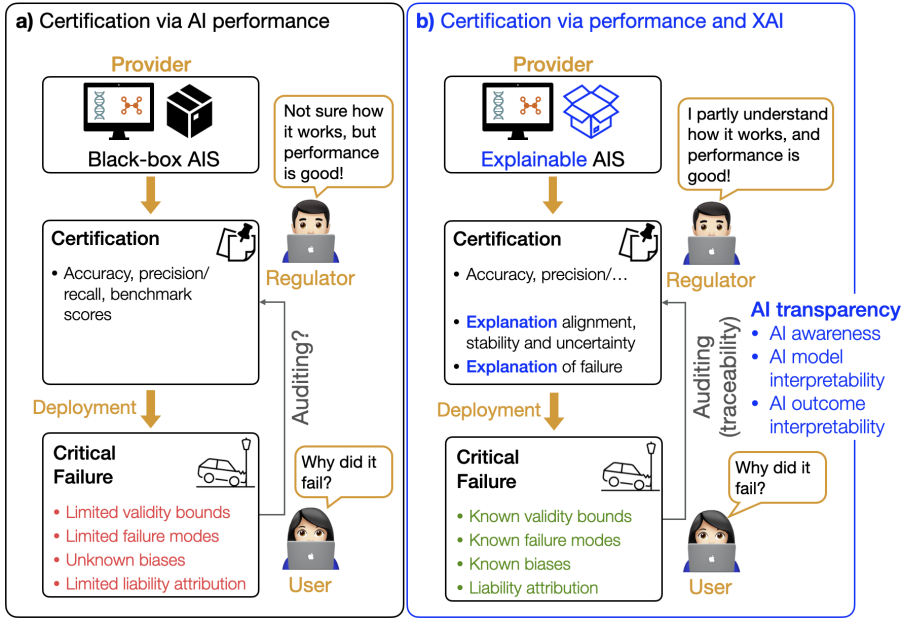 a) Certification via AI performance
Provider
Black-box AIS
Not sure how
it works, but
performance
is good!
Regulator
Certification
• Accuracy, precision/
recall, benchmark
scores
Auditing?
Deployment
Critical
Failure
• Limited validity bounds
• Limited failure modes
• Unknown biases
• Limited liability attribution
Why did it
fail?
User
b) Certification via performance and XAI
Provider
Explainable AIS
I partly understand
how it works, and
performance is
good!
Regulator
Certification
• Accuracy, precision/…
• Explanation alignment,
stability and uncertainty
• Explanation of failure
Auditing
(traceability)
AI transparency
• AI awareness
• AI model
interpretability
• AI outcome
interpretability
Deployment
Critical
Failure
• Known validity bounds
• Known failure modes
• Known biases
• Liability attribution
Why did it
fail?
User